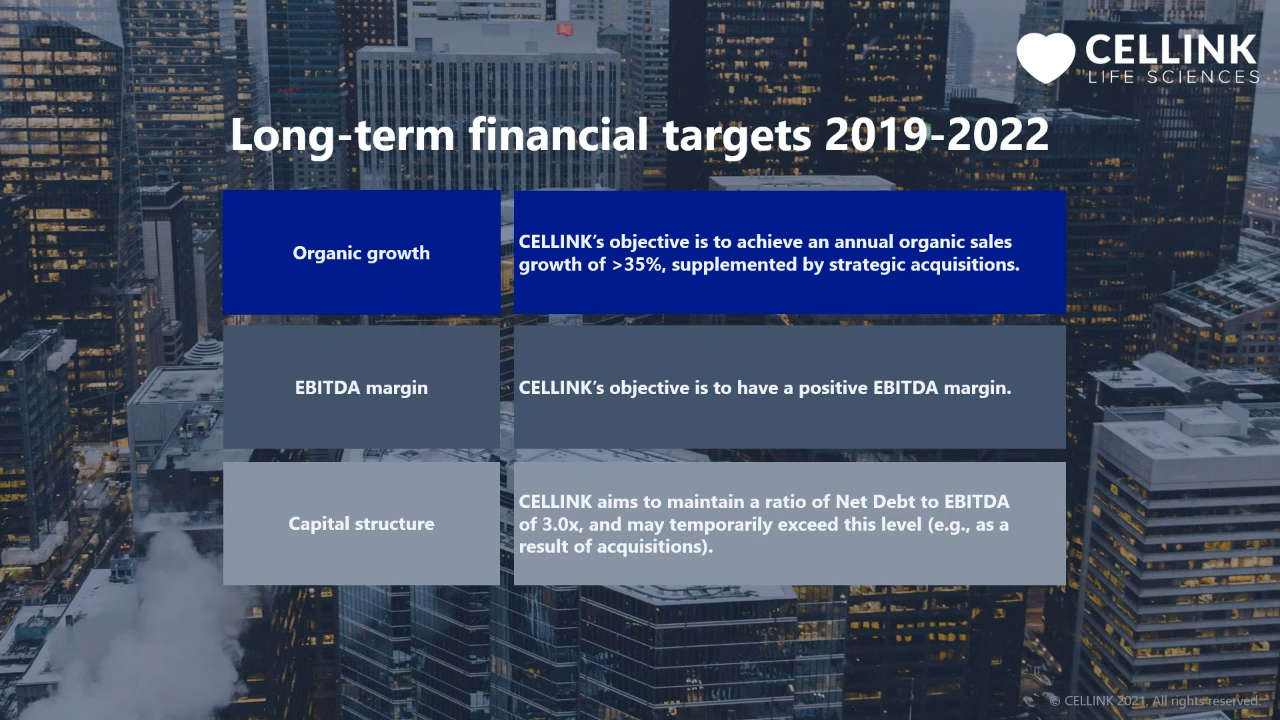 CELLINK
LIFE SCIENCES
Long-term financial targets 2019-2022
Organic growth
CELLINK’s objective is to achieve an annual organic sales
growth of >35%, supplemented by strategic acquisitions.
EBITDA margin
CELLINK’s objective is to have a positive EBITDA margin.
Capital structure
CELLINK aims to maintain a ratio of Net Debt to EBITDA
of 3.0x, and may temporarily exceed this level (e.g., as a
result of acquisitions).
© CELLINK 2021. All rights reserved.